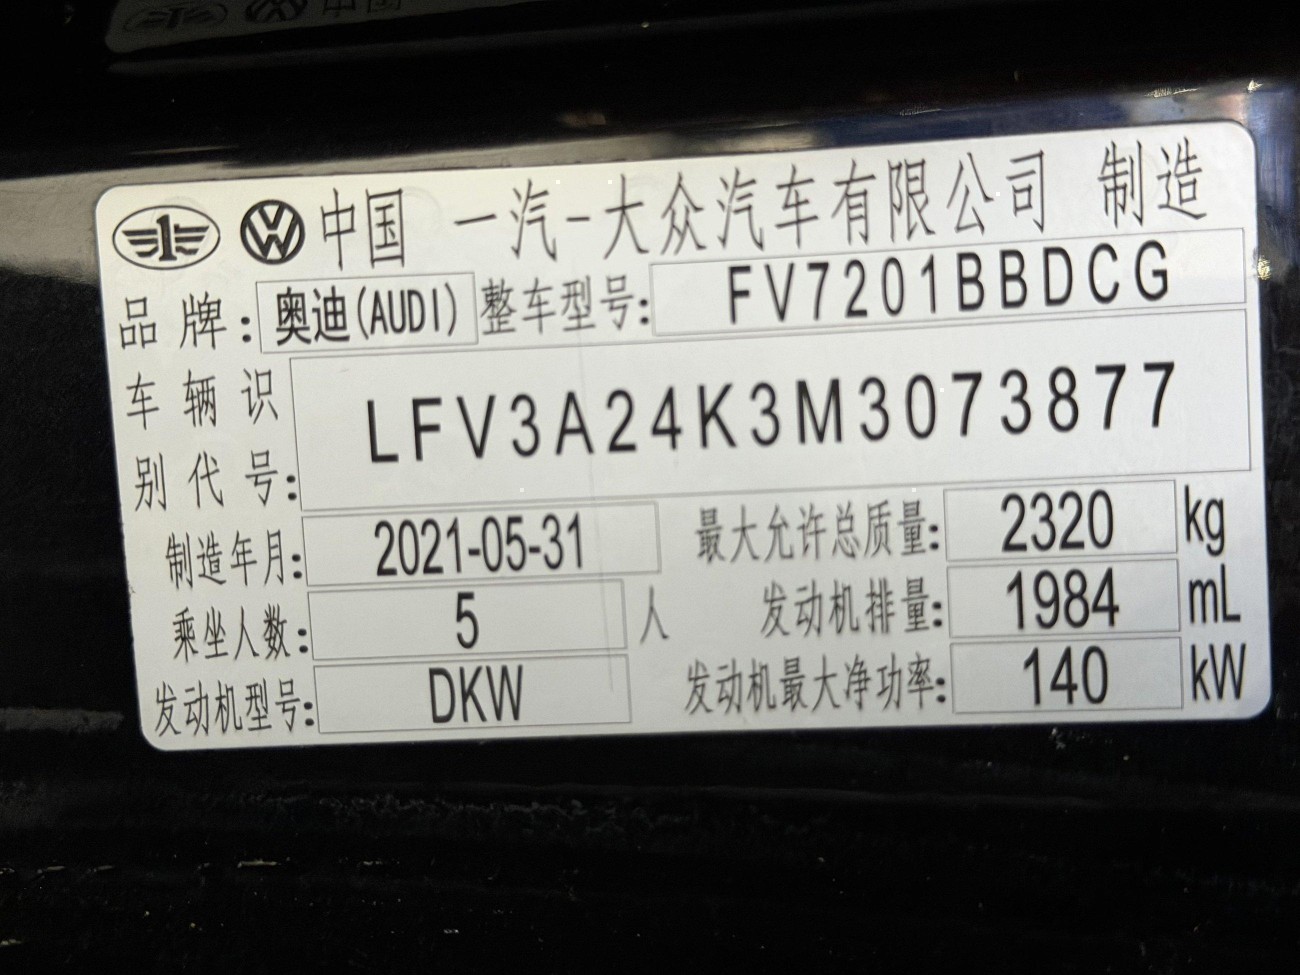 中国 一汽-大众汽车有限公司 制造
品牌: 奥迪(AUDI) 整车型号: FV7201BBDCG
车辆识别代号: LFV3A24K3M3073877
制造年月: 2021-05-31 最大允许总质量: 2320 kg
乘坐人数: 5 人 发动机排量: 1984 mL
发动机型号: DKW 发动机最大净功率: 140 kW